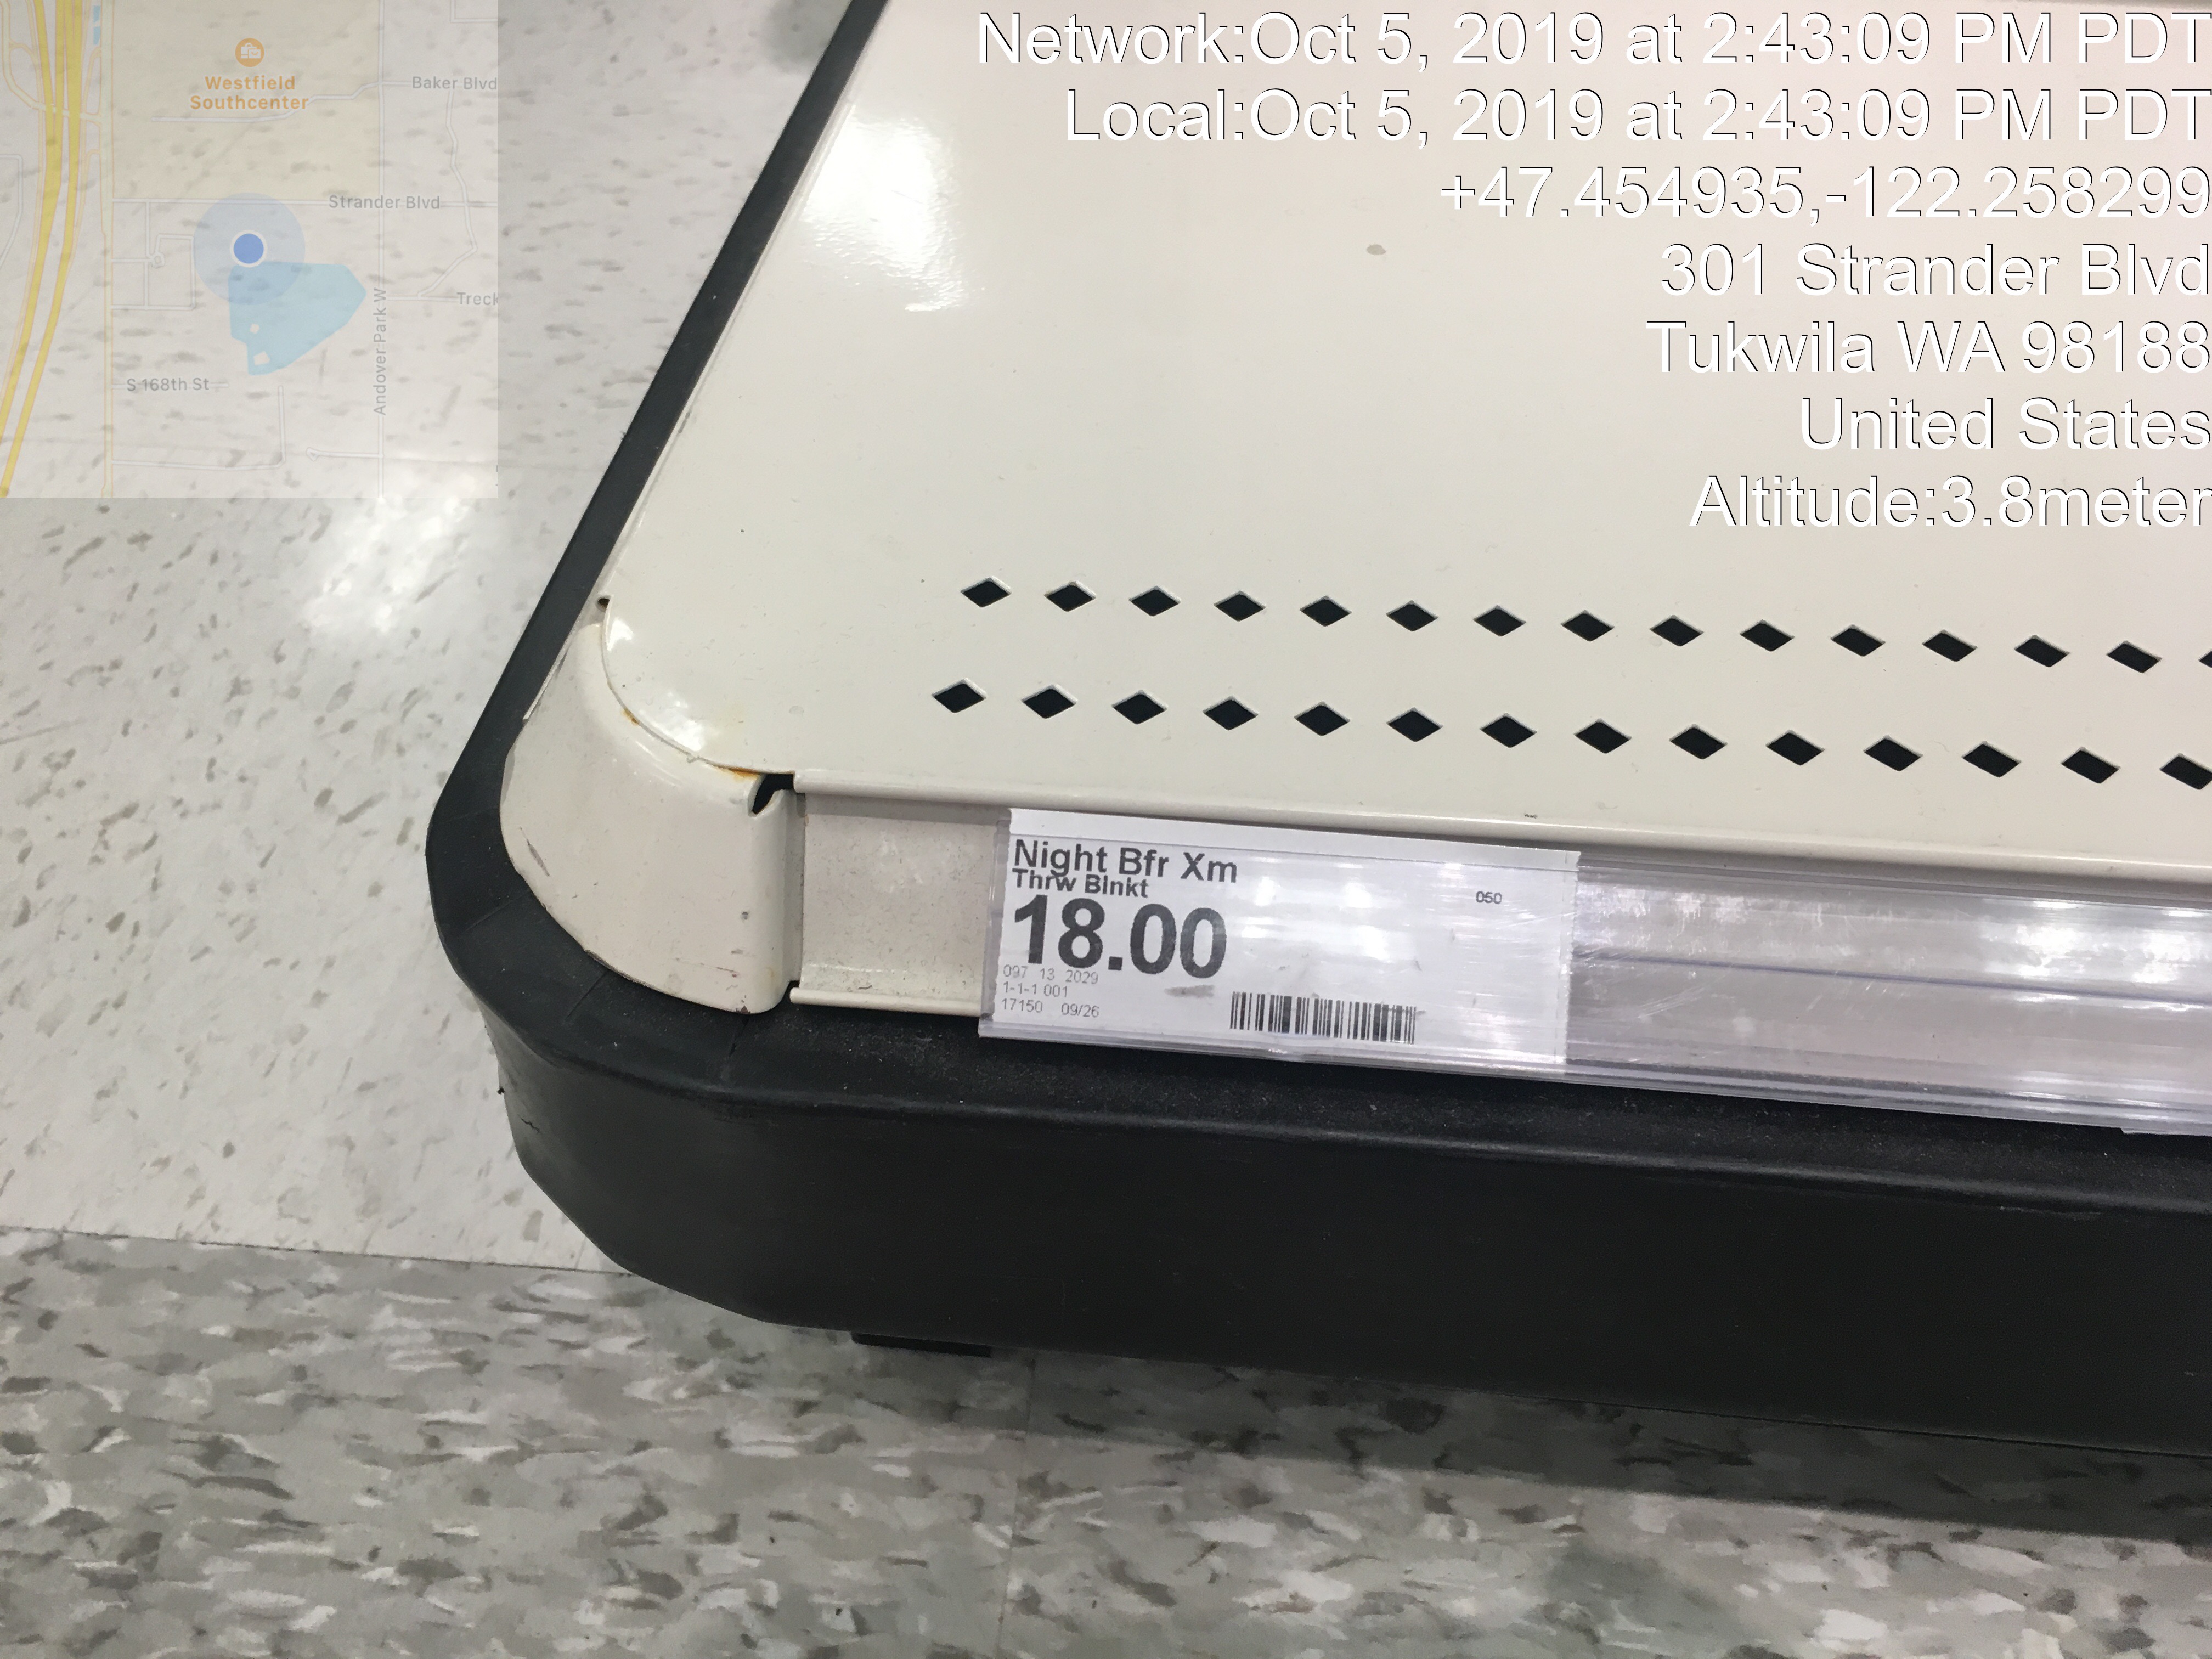 Network:Oct 5, 2019 at 2:43:09 PM PDT
Local:Oct 5, 2019 at 2:43:09 PM PDT
+47.454935,-122.258299
301 Strander Blvd
Tukwila WA 98188
United States
Altitude:3.8meter
Westfield
Southcenter
Baker Blvd
Strander Blvd
Treck
Andover Park W
S 168th St
Night Bfr Xm
Thrw Blnkt
050
18.00
097 13 2029
1-1-1 001
17150 09/26